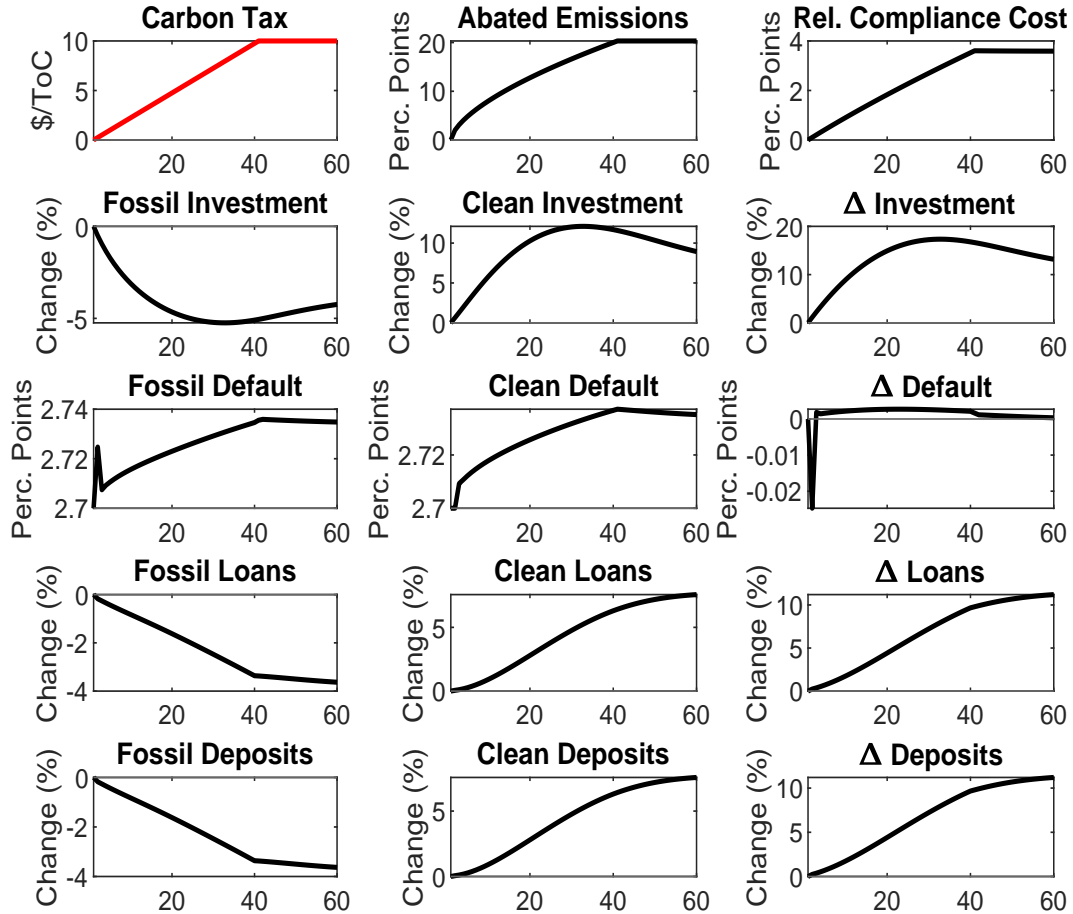 Carbon Tax
Abated Emissions
Rel. Compliance Cost
$/ToC
10
5
0
20 40 60
Perc. Points
20
10
0
20 40 60
Perc. Points
4
2
0
20 40 60
Fossil Investment
Clean Investment
Δ Investment
Change (%)
0
-5
20 40 60
Change (%)
10
5
0
20 40 60
Change (%)
20
10
0
20 40 60
Fossil Default
Clean Default
Δ Default
Perc. Points
2.74
2.72
2.7
20 40 60
Perc. Points
2.72
2.7
20 40 60
Perc. Points
0
-0.01
-0.02
20 40 60
Fossil Loans
Clean Loans
Δ Loans
Change (%)
0
-2
-4
20 40 60
Change (%)
5
0
20 40 60
Change (%)
10
5
0
20 40 60
Fossil Deposits
Clean Deposits
Δ Deposits
Change (%)
0
-2
-4
20 40 60
Change (%)
5
0
20 40 60
Change (%)
10
5
0
20 40 60